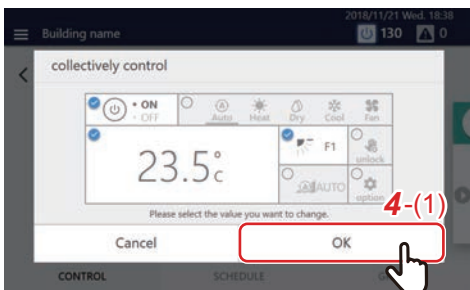 2018/11/21 Wed. 18:38
Building name 130 0
collectively control
• ON
• OFF
Auto Heat Dry Cool Fan
23.5°c
F1
unlock
AUTO
option
Please select the value you want to change.
4-(1)
Cancel OK
CONTROL SCHEDULE